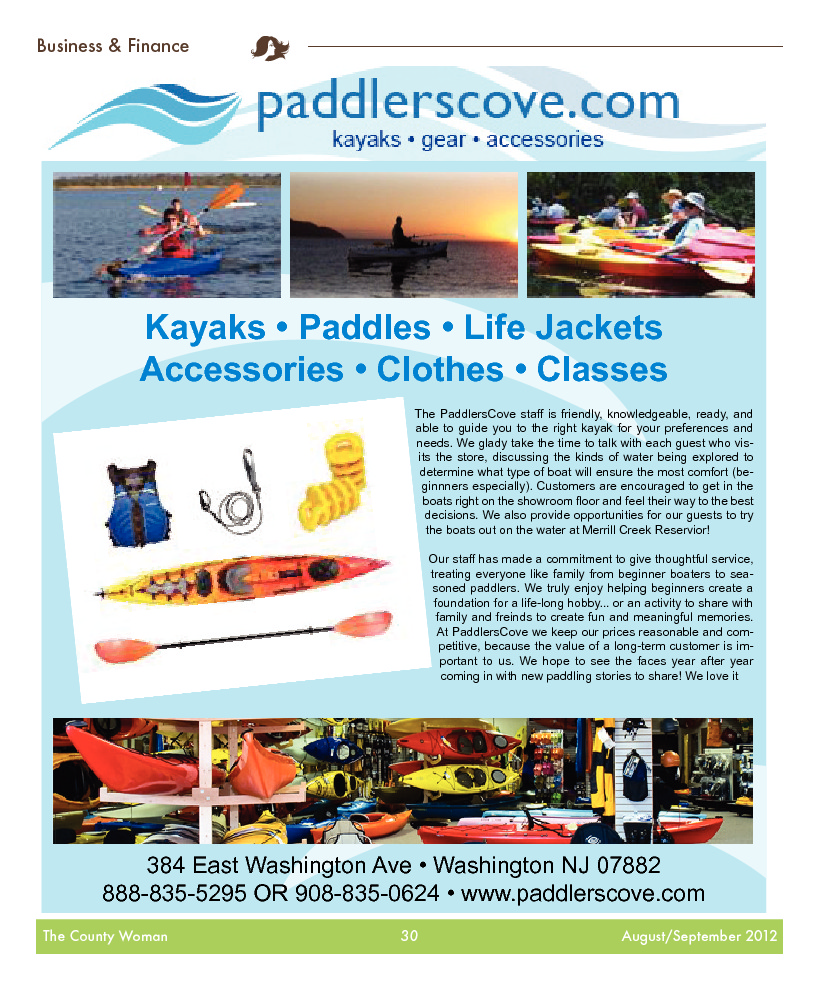 Business & Finance
paddlerscove.com
kayaks • gear • accessories
Kayaks • Paddles • Life Jackets
Accessories • Clothes • Classes
The PaddlersCove staff is friendly, knowledgeable, ready, and
able to guide you to the right kayak for your preferences and
needs. We glady take the time to talk with each guest who vis-
its the store, discussing the kinds of water being explored to
determine what type of boat will ensure the most comfort (be-
ginnners especially). Customers are encouraged to get in the
boats right on the showroom floor and feel their way to the best
decisions. We also provide opportunities for our guests to try
the boats out on the water at Merrill Creek Reservior!
Our staff has made a commitment to give thoughtful service,
treating everyone like family from beginner boaters to sea-
soned paddlers. We truly enjoy helping beginners create a
foundation for a life-long hobby... or an activity to share with
family and freinds to create fun and meaningful memories.
At PaddlersCove we keep our prices reasonable and com-
petitive, because the value of a long-term customer is im-
portant to us. We hope to see the faces year after year
coming in with new paddling stories to share! We love it
384 East Washington Ave • Washington NJ 07882
888-835-5295 OR 908-835-0624 • www.paddlerscove.com
The County Woman 30 August/September 2012